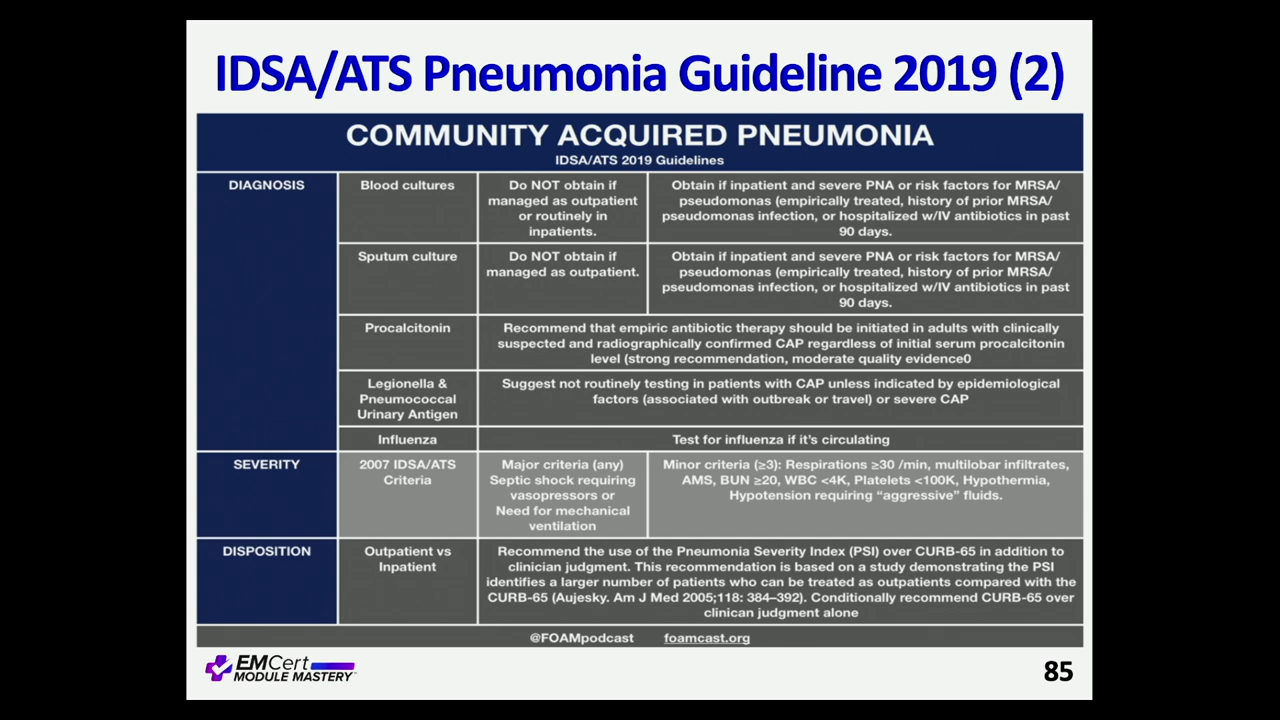 IDSA/ATS Pneumonia Guideline 2019 (2)
COMMUNITY ACQUIRED PNEUMONIA
IDSA/ATS 2019 Guidelines
DIAGNOSIS
Blood cultures
Do NOT obtain if
managed as outpatient
or routinely in
inpatients.
Obtain if inpatient and severe PNA or risk factors for MRSA/
pseudomonas (empirically treated, history of prior MRSA/
pseudomonas infection, or hospitalized w/IV antibiotics in past
90 days.
Sputum culture
Do NOT obtain if
managed as outpatient.
Obtain if inpatient and severe PNA or risk factors for MRSA/
pseudomonas (empirically treated, history of prior MRSA/
pseudomonas infection, or hospitalized w/IV antibiotics in past
90 days.
Procalcitonin
Recommend that empiric antibiotic therapy should be initiated in adults with clinically
suspected and radiographically confirmed CAP regardless of initial serum procalcitonin
level (strong recommendation, moderate quality evidence0
Legionella &
Pneumococcal
Urinary Antigen
Suggest not routinely testing in patients with CAP unless indicated by epidemiological
factors (associated with outbreak or travel) or severe CAP
Influenza
Test for influenza if it's circulating
SEVERITY
2007 IDSA/ATS
Criteria
Major criteria (any)
Septic shock requiring
vasopressors or
Need for mechanical
ventilation
Minor criteria (≥3): Respirations ≥30 /min, multilobar infiltrates,
AMS, BUN ≥20, WBC <4K, Platelets <100K, Hypothermia,
Hypotension requiring “aggressive” fluids.
DISPOSITION
Outpatient vs
Inpatient
Recommend the use of the Pneumonia Severity Index (PSI) over CURB-65 in addition to
clinician judgment. This recommendation is based on a study demonstrating the PSI
identifies a larger number of patients who can be treated as outpatients compared with the
CURB-65 (Aujesky. Am J Med 2005;118: 384–392). Conditionally recommend CURB-65 over
clinican judgment alone
@FOAMpodcast foamcast.org
EMCert
MODULE MASTERY™
85